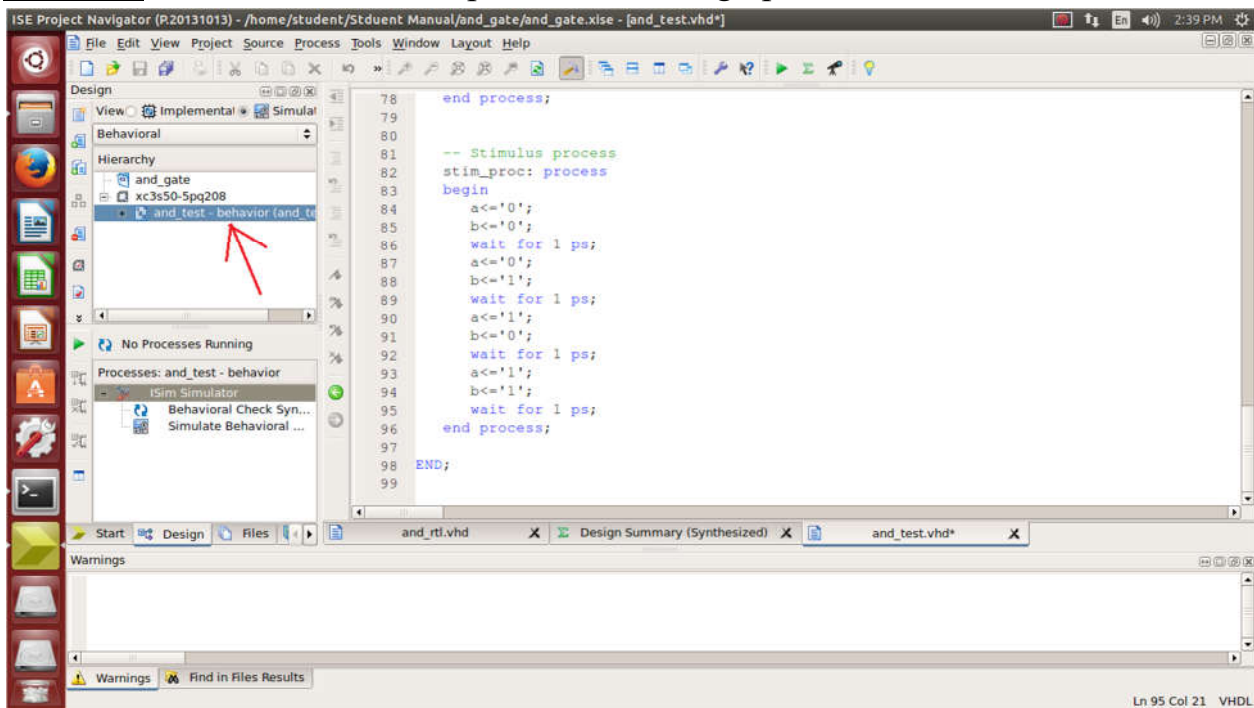 ISE Project Navigator (P.20131013) - /home/student/Stduent Manual/and_gate/and_gate.xise - [and_test.vhd*]
En 2:39 PM
File Edit View Project Source Process Tools Window Layout Help
Design
View Implementat Simulat
Behavioral
Hierarchy
and_gate
xc3s50-5pq208
and_test - behavior (and_te
No Processes Running
Processes: and_test - behavior
ISim Simulator
Behavioral Check Syn...
Simulate Behavioral ...
78 end process;
79
80
81 -- Stimulus process
82 stim_proc: process
83 begin
84 a<='0';
85 b<='0';
86 wait for 1 ps;
87 a<='0';
88 b<='1';
89 wait for 1 ps;
90 a<='1';
91 b<='0';
92 wait for 1 ps;
93 a<='1';
94 b<='1';
95 wait for 1 ps;
96 end process;
97
98 END;
99
Start Design Files
and_rtl.vhd Design Summary (Synthesized) and_test.vhd*
Warnings
Warnings Find in Files Results
Ln 95 Col 21 VHDL